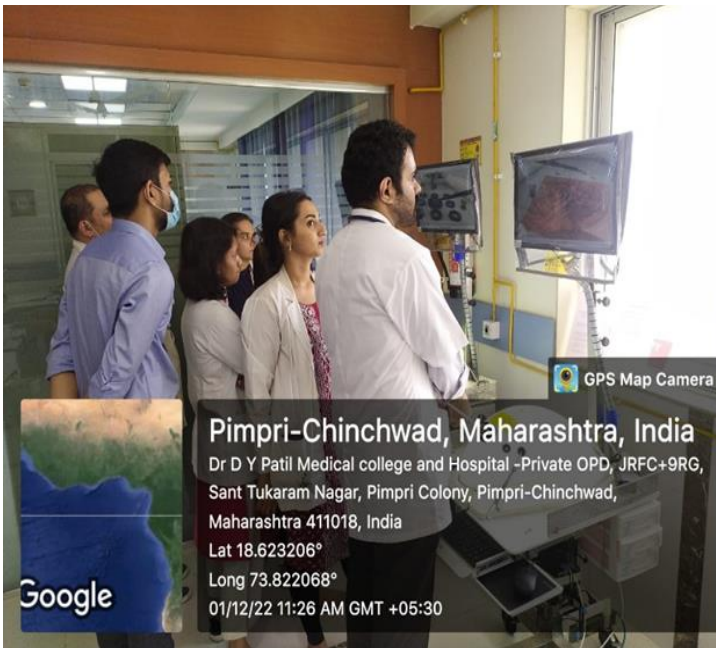 GPS Map Camera
Pimpri-Chinchwad, Maharashtra, India
Dr D Y Patil Medical college and Hospital -Private OPD, JRFC+9RG,
Sant Tukaram Nagar, Pimpri Colony, Pimpri-Chinchwad,
Maharashtra 411018, India
Lat 18.623206°
Long 73.822068°
01/12/22 11:26 AM GMT +05:30
Google